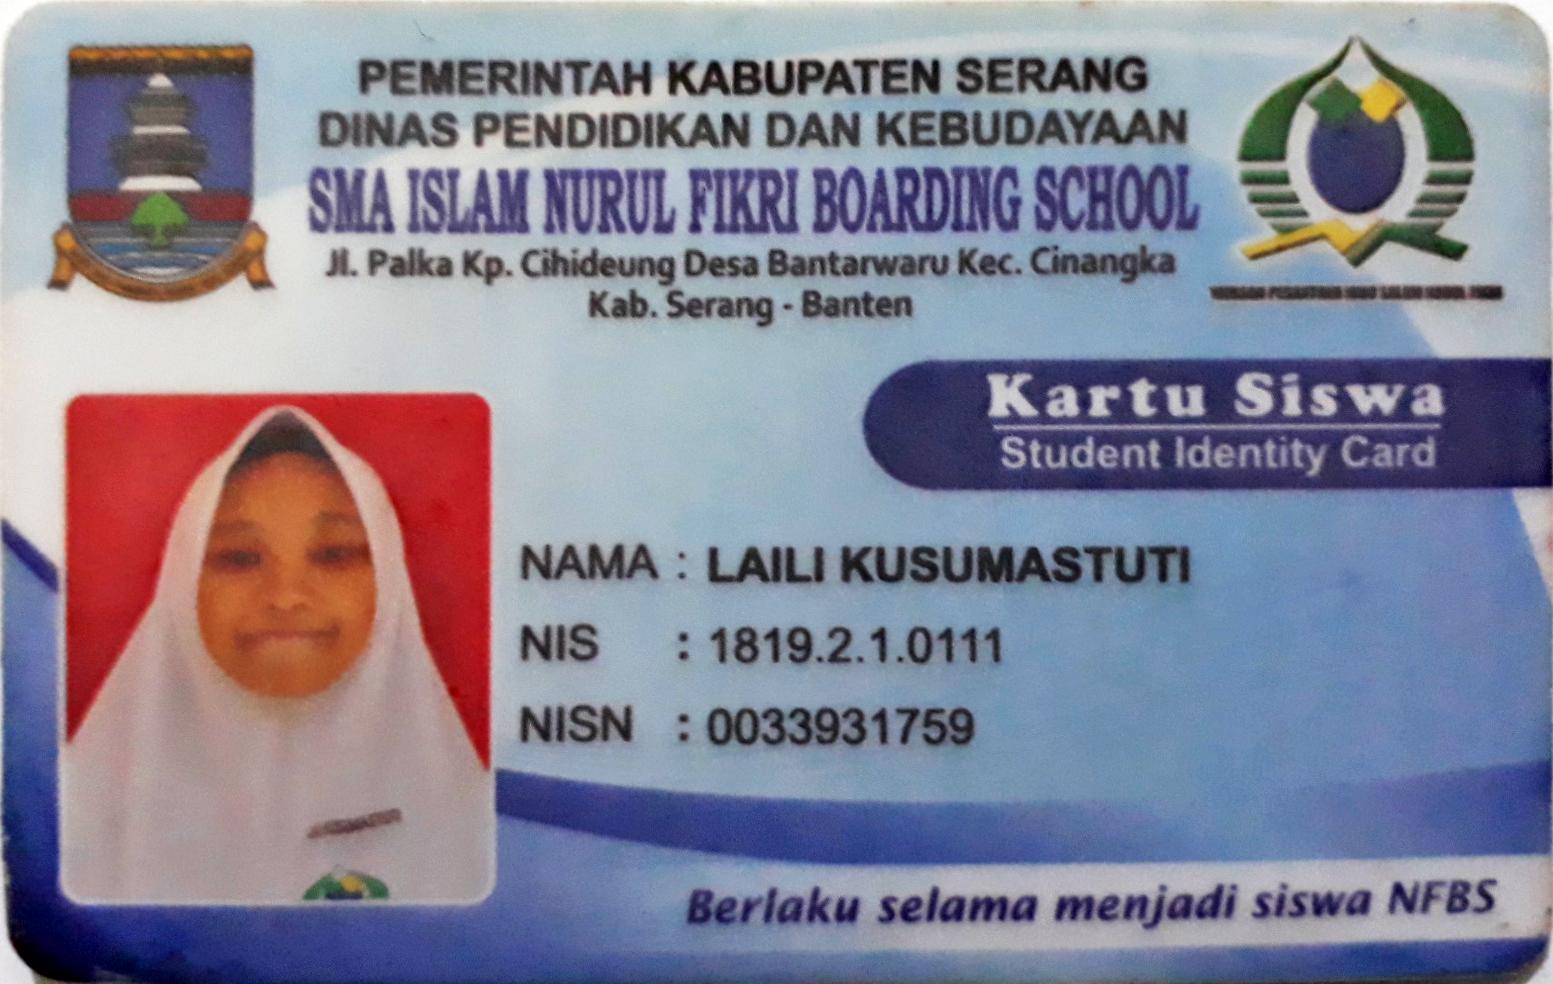 PEMERINTAH KABUPATEN SERANG
DINAS PENDIDIKAN DAN KEBUDAYAAN
SMA ISLAM NURUL FIKRI BOARDING SCHOOL
Jl. Palka Kp. Cihideung Desa Bantarwaru Kec. Cinangka
Kab. Serang - Banten
Kartu Siswa
Student Identity Card
NAMA : LAILI KUSUMASTUTI
NIS : 1819.2.1.0111
NISN : 0033931759
Berlaku selama menjadi siswa NFBS